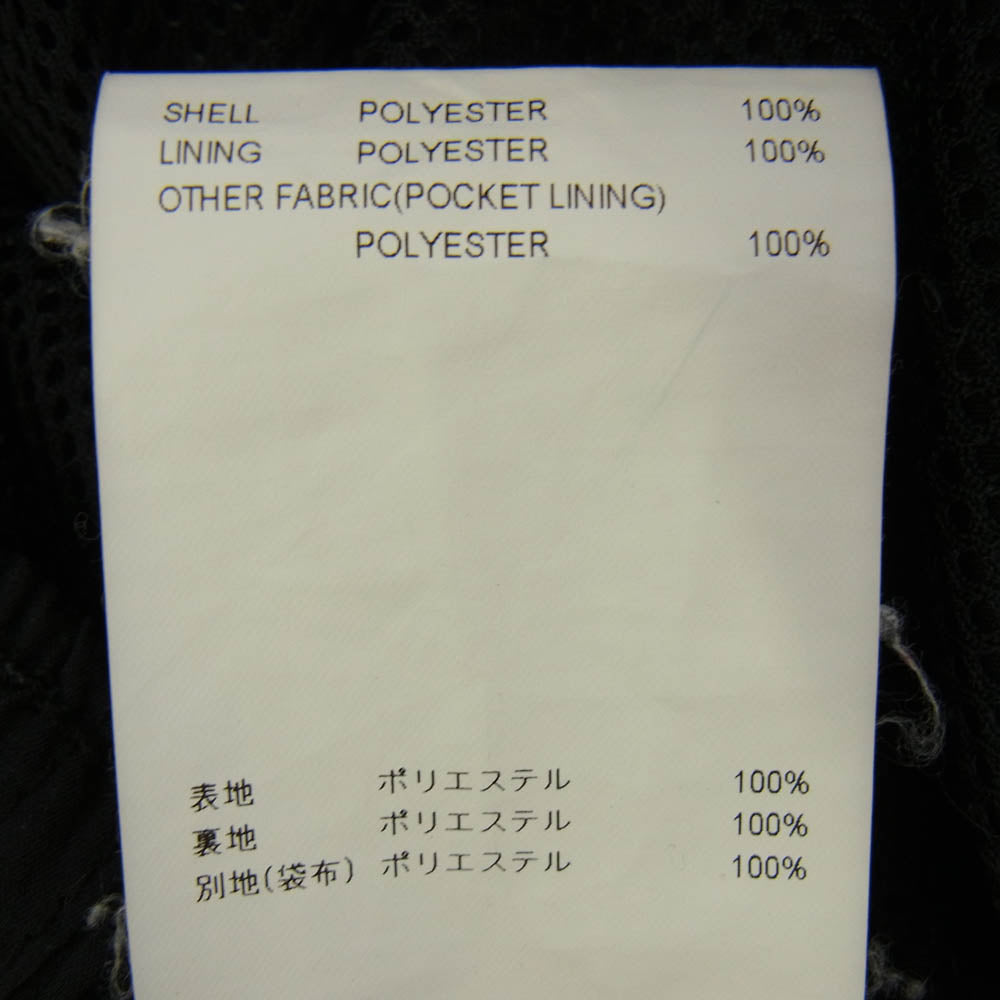 SHELL POLYESTER 100%
LINING POLYESTER 100%
OTHER FABRIC(POCKET LINING)
POLYESTER 100%
表地 ポリエステル 100%
裏地 ポリエステル 100%
別地(袋布) ポリエステル 100%